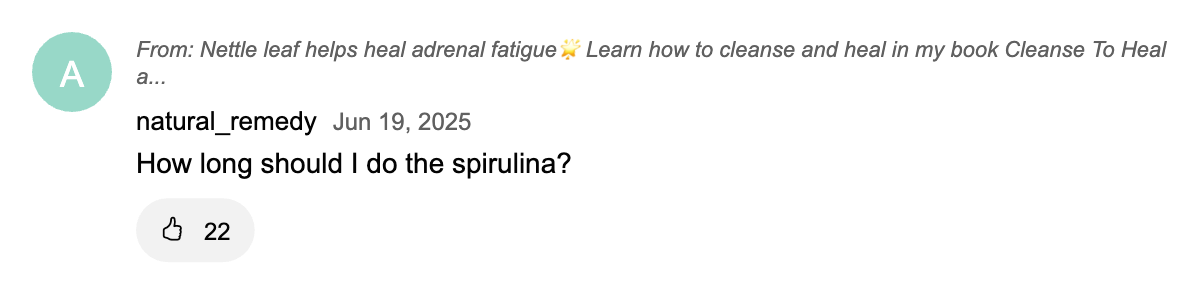 A
From: Nettle leaf helps heal adrenal fatigue🌟 Learn how to cleanse and heal in my book Cleanse To Heal
a...
natural_remedy Jun 19, 2025
How long should I do the spirulina?
22